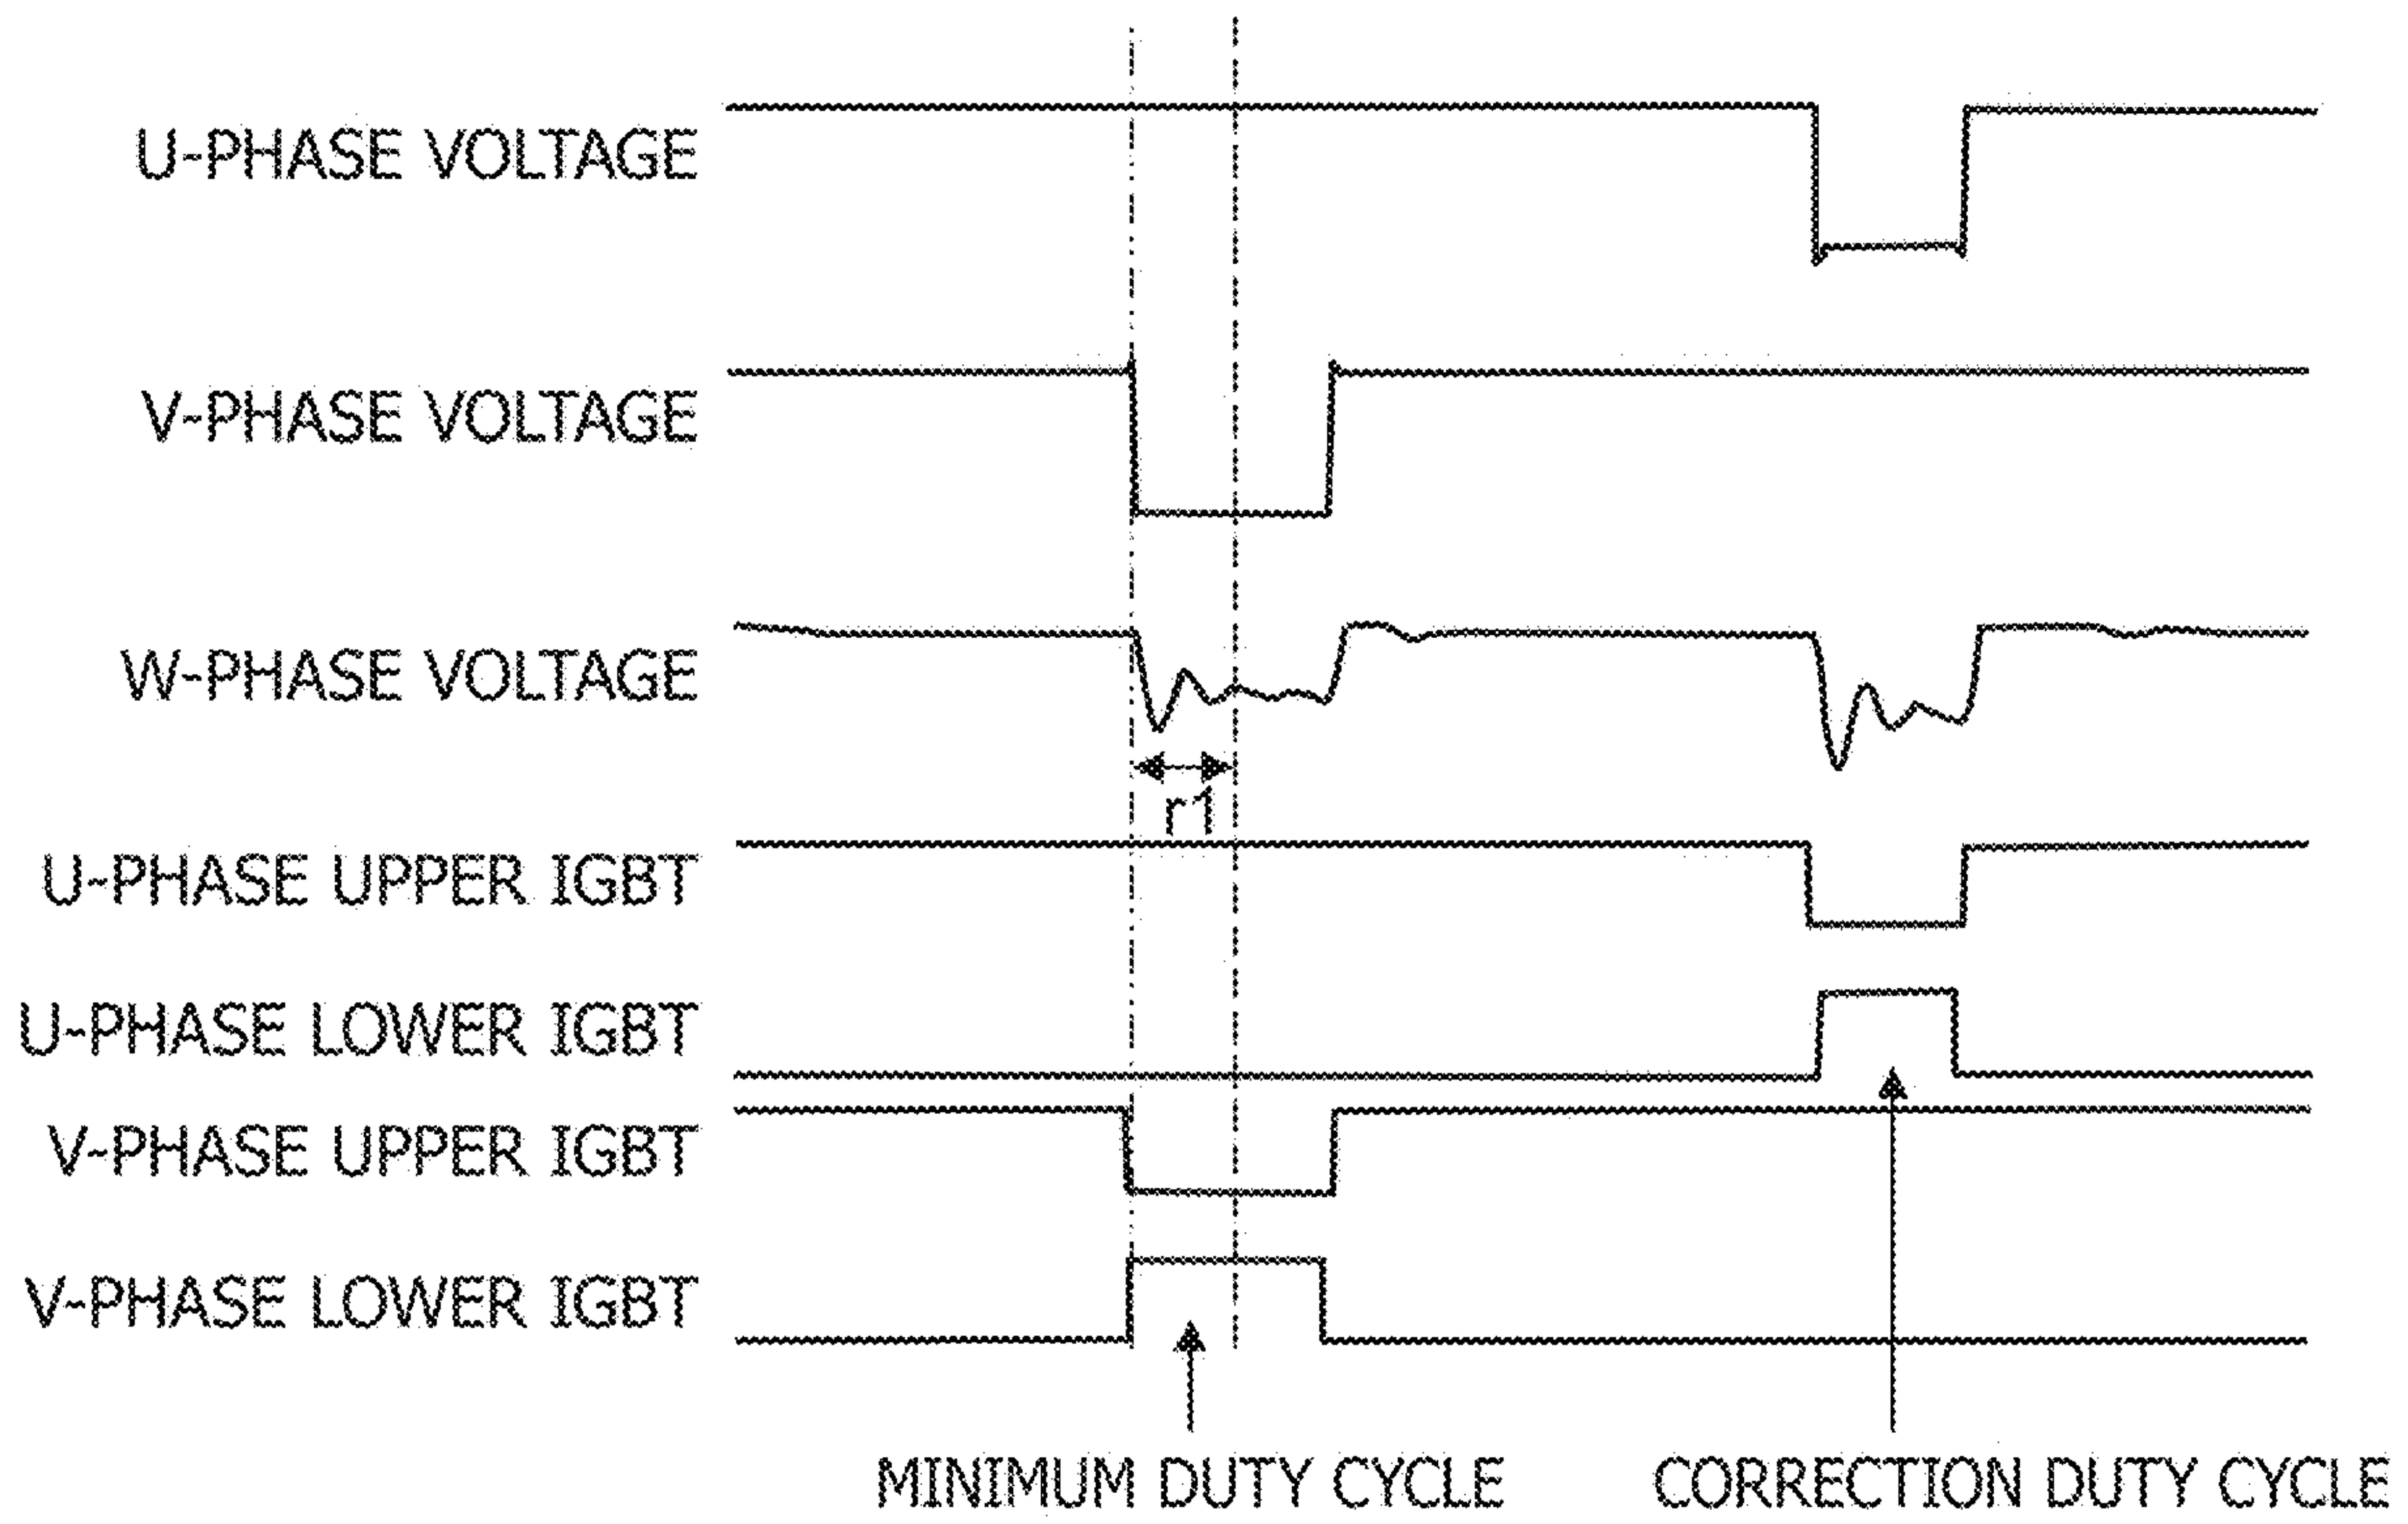 U-PHASE VOLTAGE
V-PHASE VOLTAGE
W-PHASE VOLTAGE
r1
U-PHASE UPPER IGBT
U-PHASE LOWER IGBT
V-PHASE UPPER IGBT
V-PHASE LOWER IGBT
MINIMUM DUTY CYCLE
CORRECTION DUTY CYCLE